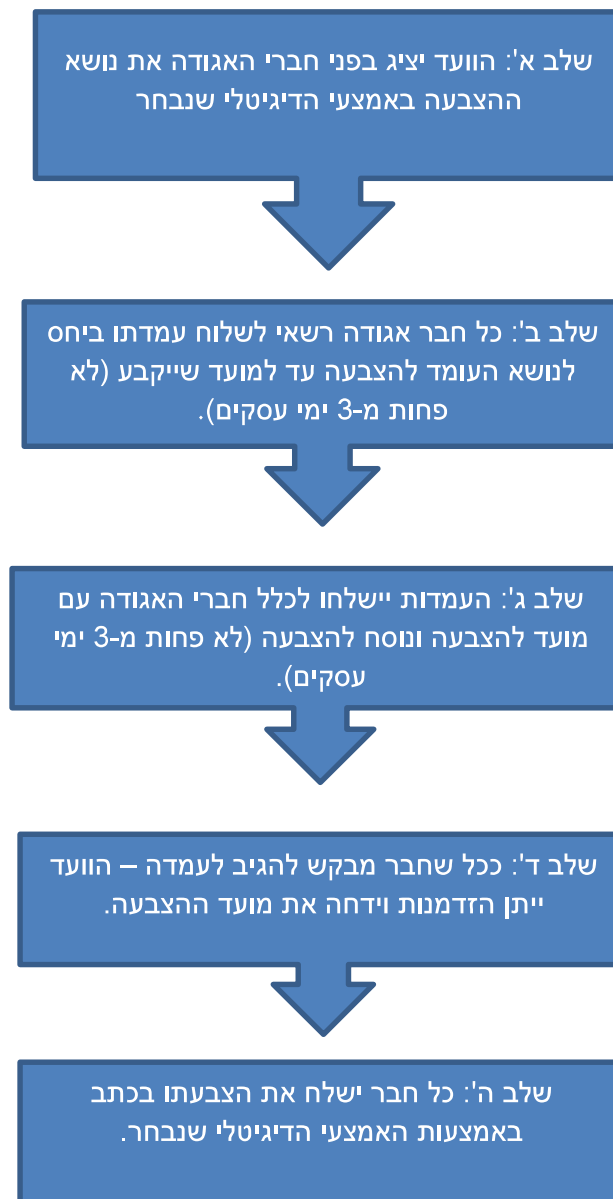 שלב א': הוועד יציג בפני חברי האגודה את נושא
ההצבעה באמצעי הדיגיטלי שנבחר
שלב ב': כל חבר אגודה רשאי לשלוח עמדתו ביחס
לנושא העומד להצבעה עד למועד שייקבע (לא
פחות מ-3 ימי עסקים).
שלב ג': העמדות יישלחו לכלל חברי האגודה עם
מועד להצבעה ונוסח להצבעה (לא פחות מ-3 ימי
עסקים).
שלב ד': ככל שחבר מבקש להגיב לעמדה – הוועד
ייתן הזדמנות וידחה את מועד ההצבעה.
שלב ה': כל חבר ישלח את הצבעתו בכתב
באמצעות האמצעי הדיגיטלי שנבחר.